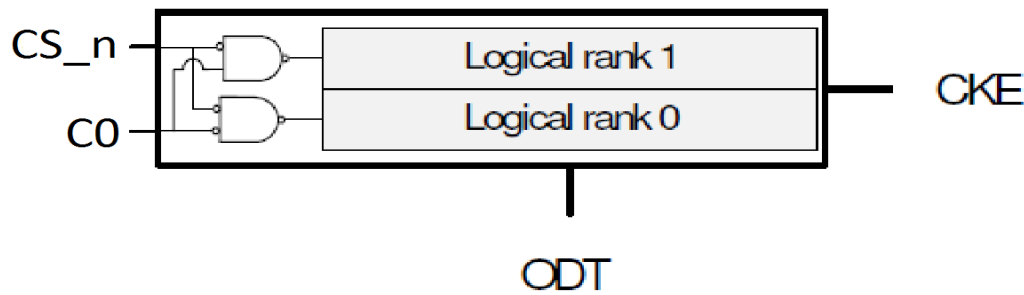 CS_n
Logical rank 1
CKE
Logical rank 0
C0
ODT